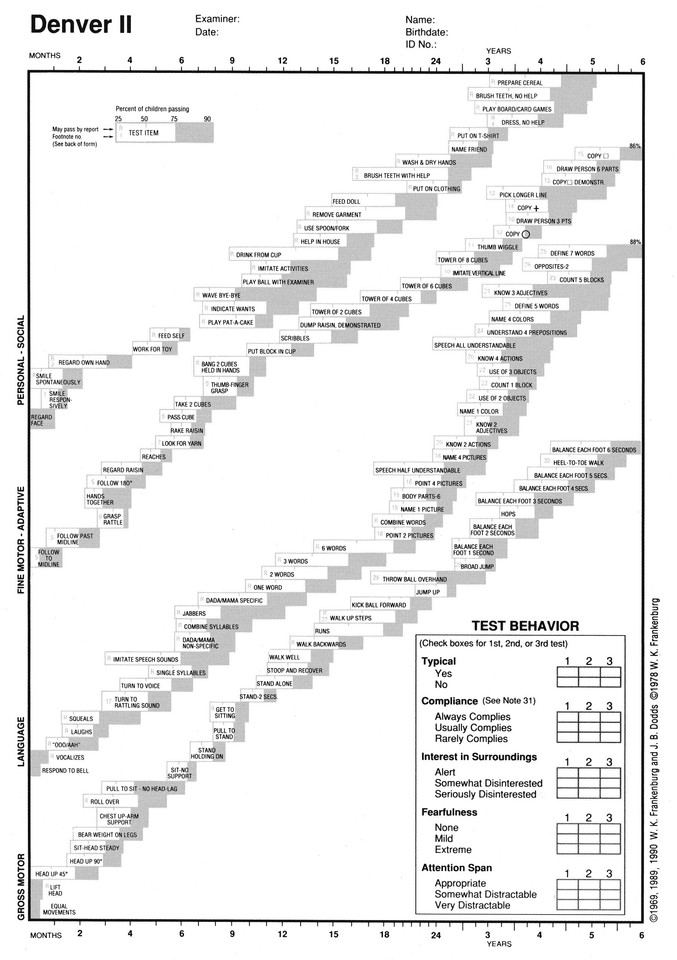 Denver II
Examiner:
Date:
Name:
Birthdate:
ID No.:
MONTHS
YEARS
2 4 6 9 12 15 18 24 3 4 5 6
Percent of children passing
25 50 75 90
May pass by report
Footnote no.
(See back of form)
TEST ITEM
PERSONAL - SOCIAL
PREPARE CEREAL
BRUSH TEETH, NO HELP
PLAY BOARD/CARD GAMES
DRESS, NO HELP
PUT ON T-SHIRT
NAME FRIEND
WASH & DRY HANDS
BRUSH TEETH WITH HELP
PUT ON CLOTHING
FEED DOLL
REMOVE GARMENT
USE SPOON/FORK
HELP IN HOUSE
DRINK FROM CUP
IMITATE ACTIVITIES
PLAY BALL WITH EXAMINER
WAVE BYE-BYE
INDICATE WANTS
PLAY PAT-A-CAKE
FEED SELF
WORK FOR TOY
REGARD OWN HAND
SMILE
SPONTANEOUSLY
SMILE
RESPON-
SIVELY
REGARD
FACE
FINE MOTOR - ADAPTIVE
86%
COPY □
DRAW PERSON 6 PARTS
COPY □ DEMONSTR.
PICK LONGER LINE
COPY +
DRAW PERSON 3 PTS
COPY ○
THUMB WIGGLE
TOWER OF 8 CUBES
IMITATE VERTICAL LINE
TOWER OF 6 CUBES
TOWER OF 4 CUBES
TOWER OF 2 CUBES
DUMP RAISIN, DEMONSTRATED
SCRIBBLES
PUT BLOCK IN CUP
BANG 2 CUBES
HELD IN HANDS
THUMB-FINGER
GRASP
TAKE 2 CUBES
PASS CUBE
RAKE RAISIN
LOOK FOR YARN
REACHES
REGARD RAISIN
FOLLOW 180°
HANDS
TOGETHER
GRASP
RATTLE
FOLLOW PAST
MIDLINE
FOLLOW
TO
MIDLINE
LANGUAGE
88%
DEFINE 7 WORDS
OPPOSITES-2
COUNT 5 BLOCKS
KNOW 3 ADJECTIVES
DEFINE 5 WORDS
NAME 4 COLORS
UNDERSTAND 4 PREPOSITIONS
SPEECH ALL UNDERSTANDABLE
KNOW 4 ACTIONS
USE OF 3 OBJECTS
COUNT 1 BLOCK
USE OF 2 OBJECTS
NAME 1 COLOR
KNOW 2
ADJECTIVES
KNOW 2 ACTIONS
NAME 4 PICTURES
SPEECH HALF UNDERSTANDABLE
POINT 4 PICTURES
BODY PARTS-6
NAME 1 PICTURE
COMBINE WORDS
POINT 2 PICTURES
6 WORDS
3 WORDS
2 WORDS
ONE WORD
DADA/MAMA SPECIFIC
JABBERS
COMBINE SYLLABLES
DADA/MAMA
NON-SPECIFIC
IMITATE SPEECH SOUNDS
SINGLE SYLLABLES
TURN TO VOICE
TURN TO
RATTLING SOUND
SQUEALS
LAUGHS
"OOO/AAH"
VOCALIZES
RESPOND TO BELL
GROSS MOTOR
BALANCE EACH FOOT 6 SECONDS
HEEL-TO-TOE WALK
BALANCE EACH FOOT 5 SECS
BALANCE EACH FOOT 4 SECS
BALANCE EACH FOOT 3 SECONDS
HOPS
BALANCE EACH
FOOT 2 SECONDS
BALANCE EACH
FOOT 1 SECOND
BROAD JUMP
THROW BALL OVERHAND
JUMP UP
KICK BALL FORWARD
WALK UP STEPS
RUNS
WALK BACKWARDS
WALK WELL
STOOP AND RECOVER
STAND ALONE
STAND-2 SECS.
GET TO
SITTING
PULL TO
STAND
STAND
HOLDING ON
SIT-NO
SUPPORT
PULL TO SIT - NO HEAD-LAG
ROLL OVER
CHEST UP-ARM
SUPPORT
BEAR WEIGHT ON LEGS
SIT-HEAD STEADY
HEAD UP 90°
HEAD UP 45°
LIFT
HEAD
EQUAL
MOVEMENTS
TEST BEHAVIOR
(Check boxes for 1st, 2nd, or 3rd test)
Typical 1 2 3
Yes
No
Compliance (See Note 31) 1 2 3
Always Complies
Usually Complies
Rarely Complies
Interest in Surroundings 1 2 3
Alert
Somewhat Disinterested
Seriously Disinterested
Fearfulness 1 2 3
None
Mild
Extreme
Attention Span 1 2 3
Appropriate
Somewhat Distractable
Very Distractable
MONTHS
2 4 6 9 12 15 18 24 3 4 5 6
YEARS
©1969, 1989, 1990 W. K. Frankenburg and J. B. Dodds ©1978 W. K. Frankenburg